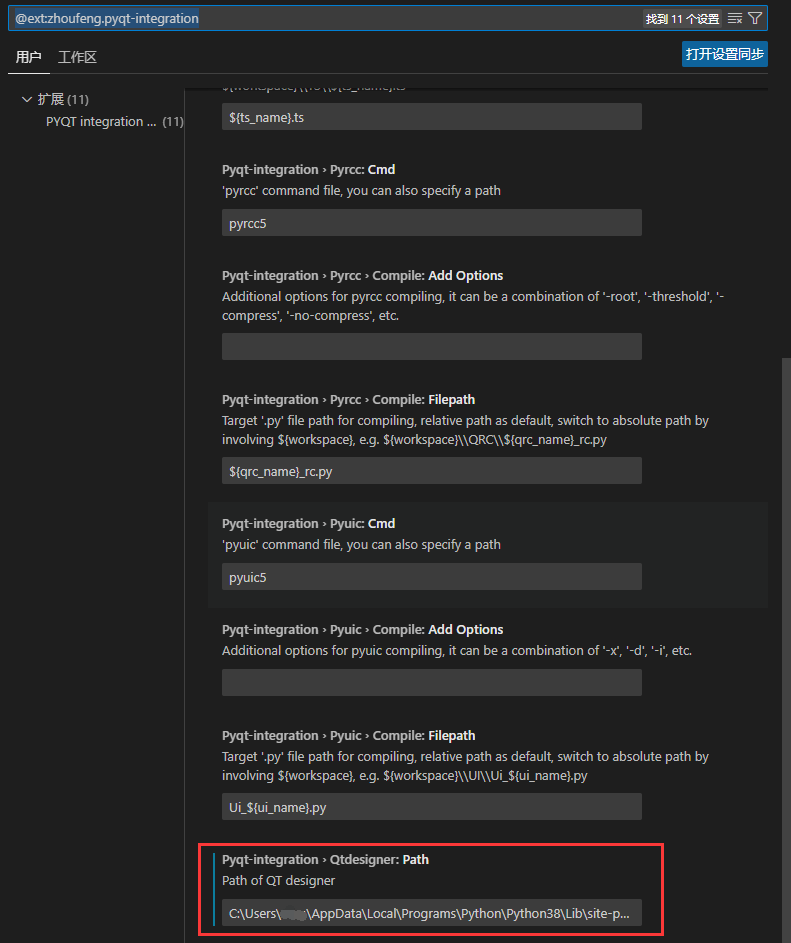 @ext:zhoufeng.pyqt-integration
找到 11 个设置
用户 工作区
打开设置同步
扩展 (11)
PYQT integration ... (11)
${workspace}\\TS\\${ts_name}.ts
${ts_name}.ts
Pyqt-integration › Pyrcc: Cmd
'pyrcc' command file, you can also specify a path
pyrcc5
Pyqt-integration › Pyrcc › Compile: Add Options
Additional options for pyrcc compiling, it can be a combination of '-root', '-threshold', '-
compress', '-no-compress', etc.
Pyqt-integration › Pyrcc › Compile: Filepath
Target '.py' file path for compiling, relative path as default, switch to absolute path by
involving ${workspace}, e.g. ${workspace}\\QRC\\${qrc_name}_rc.py
${qrc_name}_rc.py
Pyqt-integration › Pyuic: Cmd
'pyuic' command file, you can also specify a path
pyuic5
Pyqt-integration › Pyuic › Compile: Add Options
Additional options for pyuic compiling, it can be a combination of '-x', '-d', '-i', etc.
Pyqt-integration › Pyuic › Compile: Filepath
Target '.py' file path for compiling, relative path as default, switch to absolute path by
involving ${workspace}, e.g. ${workspace}\\UI\\Ui_${ui_name}.py
Ui_${ui_name}.py
Pyqt-integration › Qtdesigner: Path
Path of QT designer
C:\Users\ \AppData\Local\Programs\Python\Python38\Lib\site-p...